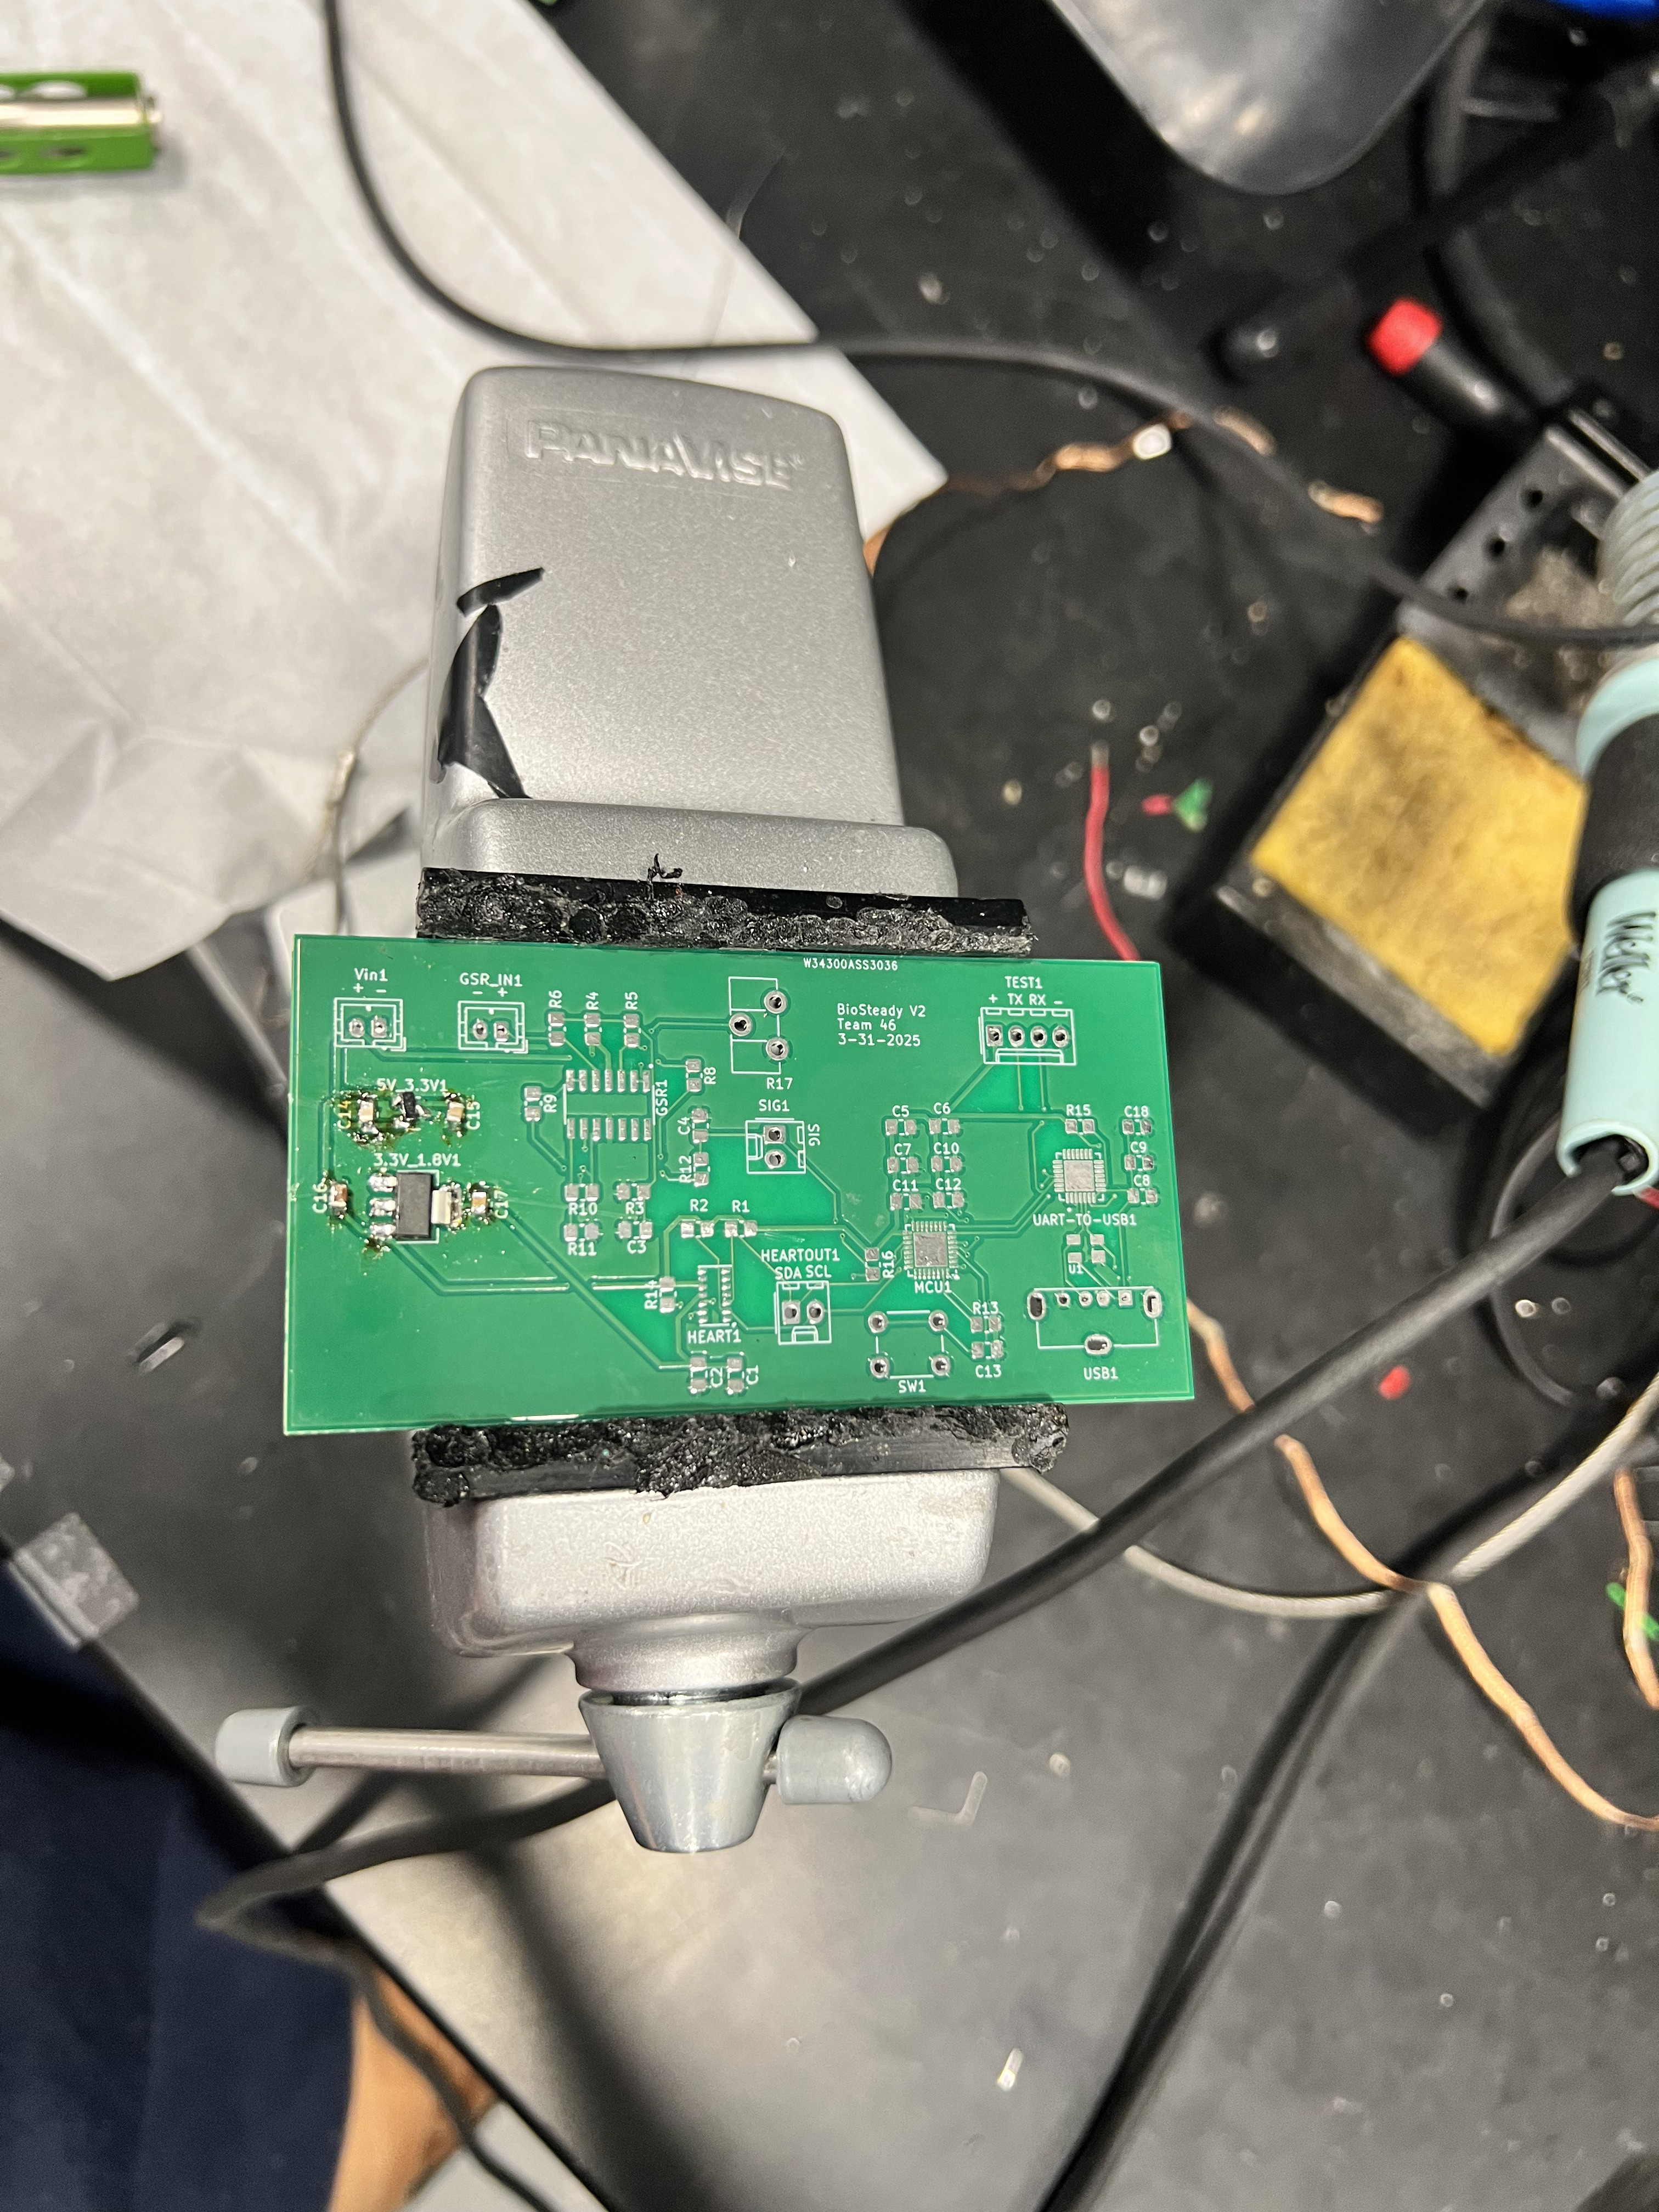 PANAVISE
W34300ASS3036
Vin1
+ -
GSR_IN1
- +
R6
R4
R5
BioSteady V2
Team 46
3-31-2025
TEST1
+ TX RX -
R17
R8
R9
GSR1
5V_3.3V1
C15
SIG1
SIG
C4
R12
C5
C6
R15
C18
C7
C10
C9
C11
C12
C8
3.3V_1.8V1
C16
R10
R3
R11
C3
R2
R1
UART-TO-USB1
HEARTOUT1
SDA SCL
R16
MCU1
HEART1
R13
C13
SW1
USB1
C2
C1
Weller